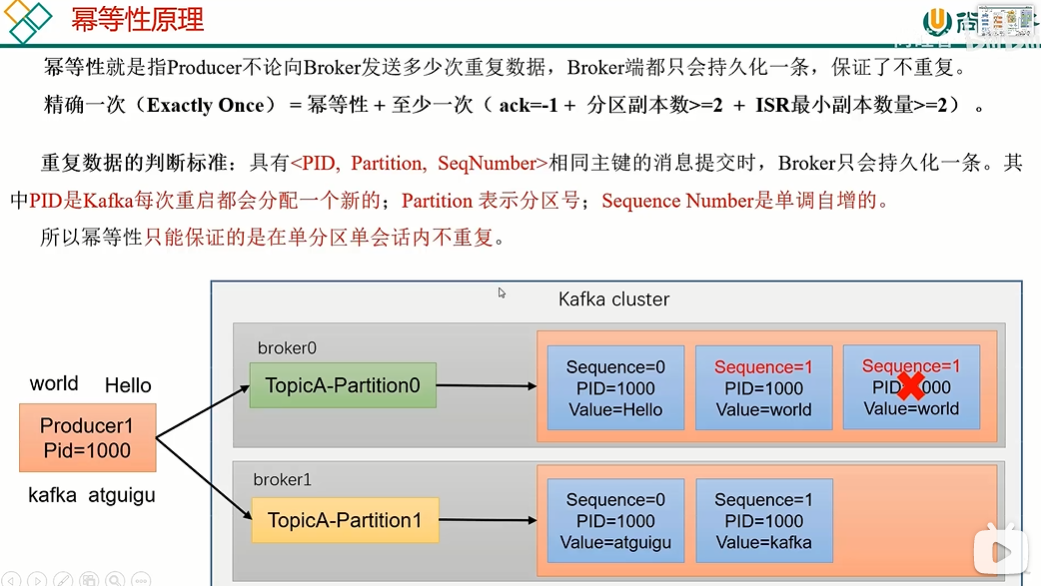 幂等性原理
幂等性就是指Producer不论向Broker发送多少次重复数据，Broker端都只会持久化一条，保证了不重复。
精确一次（Exactly Once） = 幂等性 + 至少一次（ ack=-1 + 分区副本数>=2 + ISR最小副本数量>=2） 。
重复数据的判断标准：具有<PID, Partition, SeqNumber>相同主键的消息提交时，Broker只会持久化一条。其
中PID是Kafka每次重启都会分配一个新的；Partition 表示分区号；Sequence Number是单调自增的。
所以幂等性只能保证的是在单分区单会话内不重复。
Kafka cluster
broker0
TopicA-Partition0
Sequence=0
PID=1000
Value=Hello
Sequence=1
PID=1000
Value=world
Sequence=1
Value=world
world Hello
Producer1
Pid=1000
kafka atguigu
broker1
TopicA-Partition1
Sequence=0
PID=1000
Value=atguigu
Sequence=1
PID=1000
Value=kafka